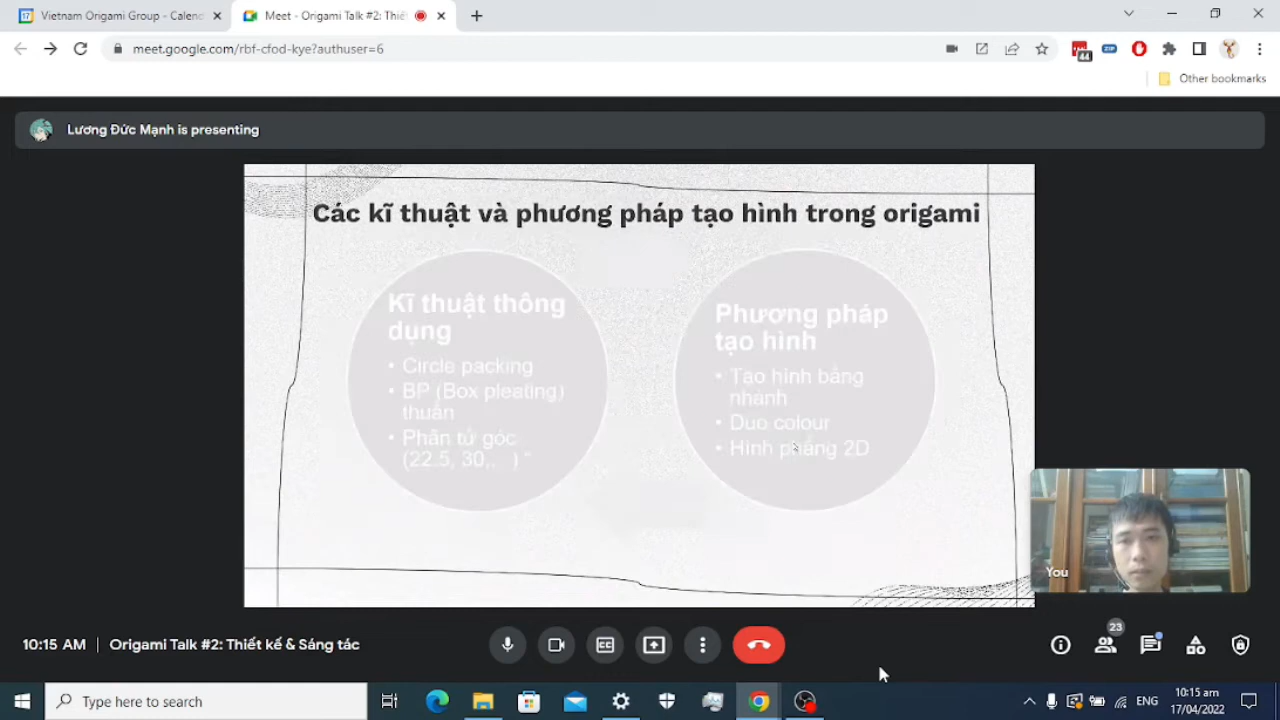 Vietnam Origami Group - Calend
Meet - Origami Talk #2: Thiế
meet.google.com/rbf-cfod-kye?authuser=6
44
ZIP
Other bookmarks
Lương Đức Mạnh is presenting
Các kĩ thuật và phương pháp tạo hình trong origami
Kĩ thuật thông
dụng
• Circle packing
• BP (Box pleating)
thuần
• Phân tử góc
(22.5, 30,... ) °
Phương pháp
tạo hình
• Tạo hình bằng
nhánh
• Duo colour
• Hình phẳng 2D
You
10:15 AM | Origami Talk #2: Thiết kế & Sáng tác
23
Type here to search
ENG
10:15 am
17/04/2022